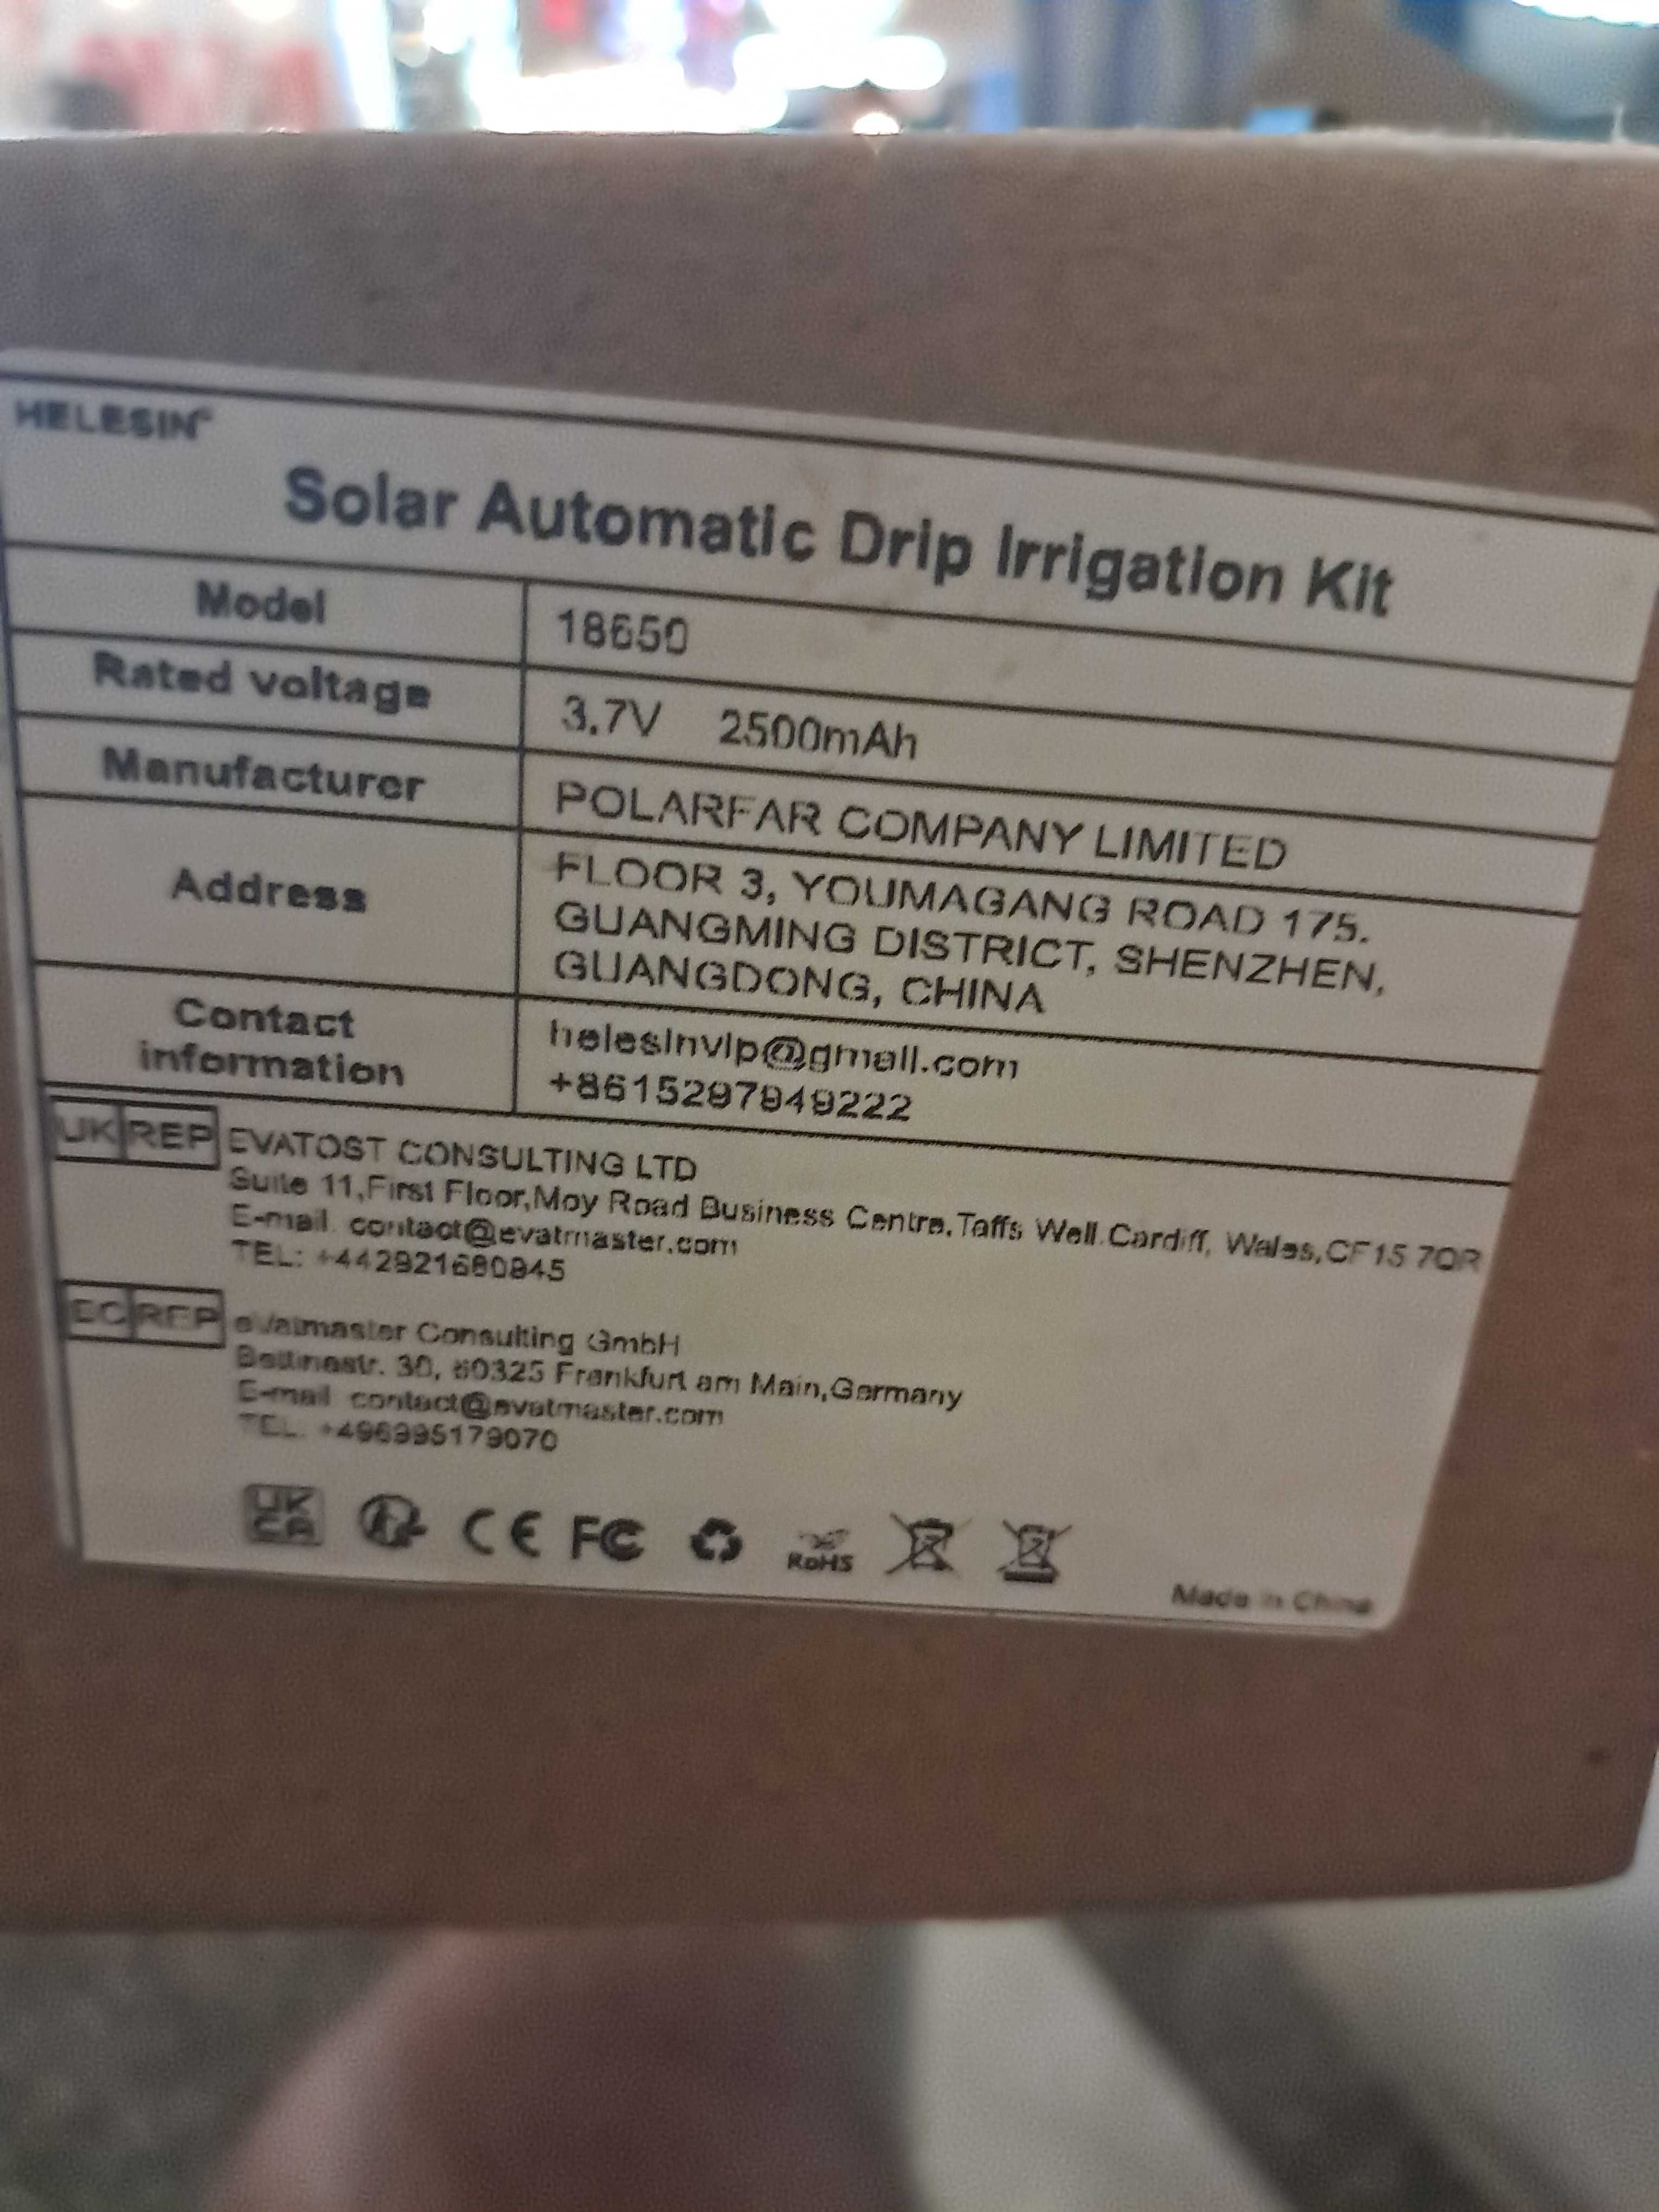 HELESIN
Solar Automatic Drip Irrigation Kit
Model 18650
Rated voltage 3.7V 2500mAh
Manufacturer POLARFAR COMPANY LIMITED
Address FLOOR 3, YOUMAGANG ROAD 175.
GUANGMING DISTRICT, SHENZHEN,
GUANGDONG, CHINA
Contact information helesinvip@gmail.com
+8615297949222
UK REP EVATOST CONSULTING LTD
Suite 11,First Floor,Moy Road Business Centre,Taffs Well,Cardiff, Wales,CF15 7QR
E-mail: contact@evatmaster.com
TEL:
EC REP eVatmaster Consulting GmbH
Bettinastr. 30, 60325 Frankfurt am Main,Germany
E-mail: contact@evatmaster.com
TEL: +496995179070
UK
CA
CE FC RoHS
Made in China